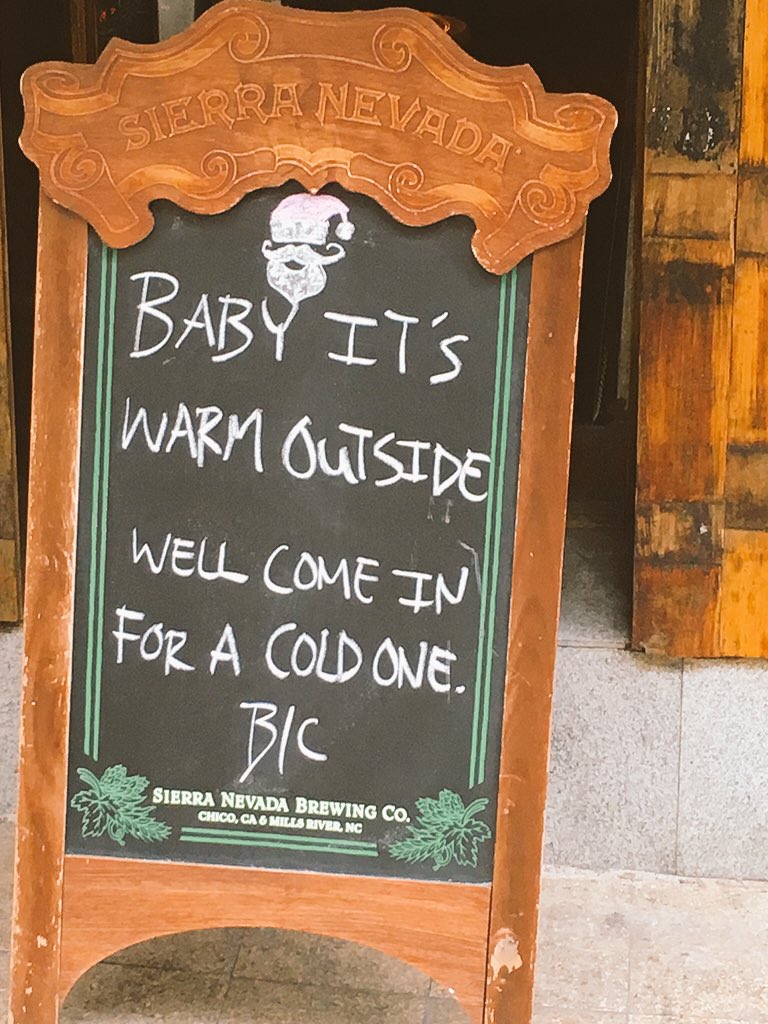 SIERRA NEVADA
BABY IT'S
WARM OUTSIDE
WELL COME IN
FOR A COLD ONE.
B/C
SIERRA NEVADA BREWING CO.
CHICO, CA & MILLS RIVER, NC